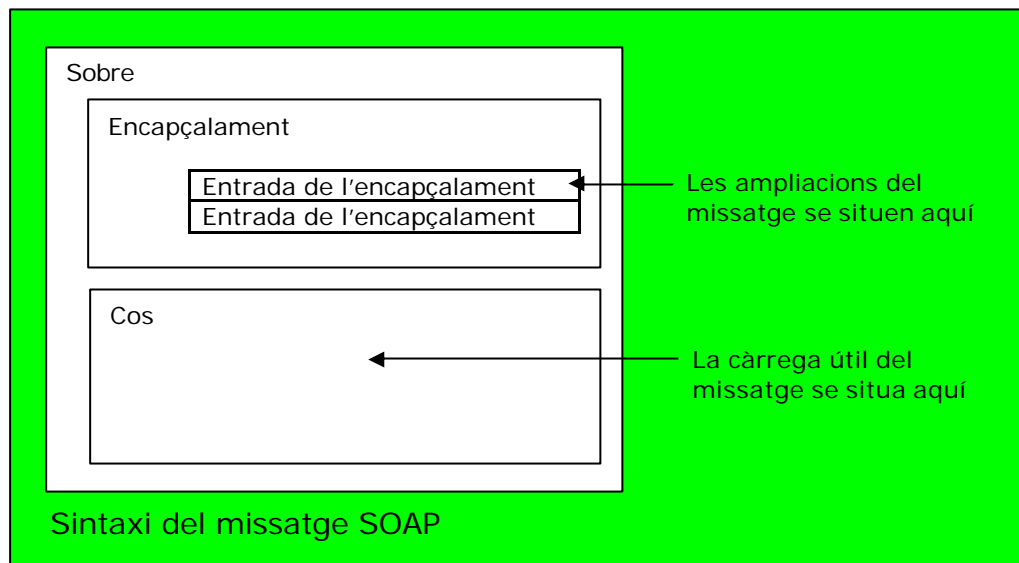 Sobre
Encapçalament
Entrada de l'encapçalament
Entrada de l'encapçalament
Les ampliacions del
missatge se situen aquí
Cos
La càrrega útil del
missatge se situa aquí
Sintaxi del missatge SOAP